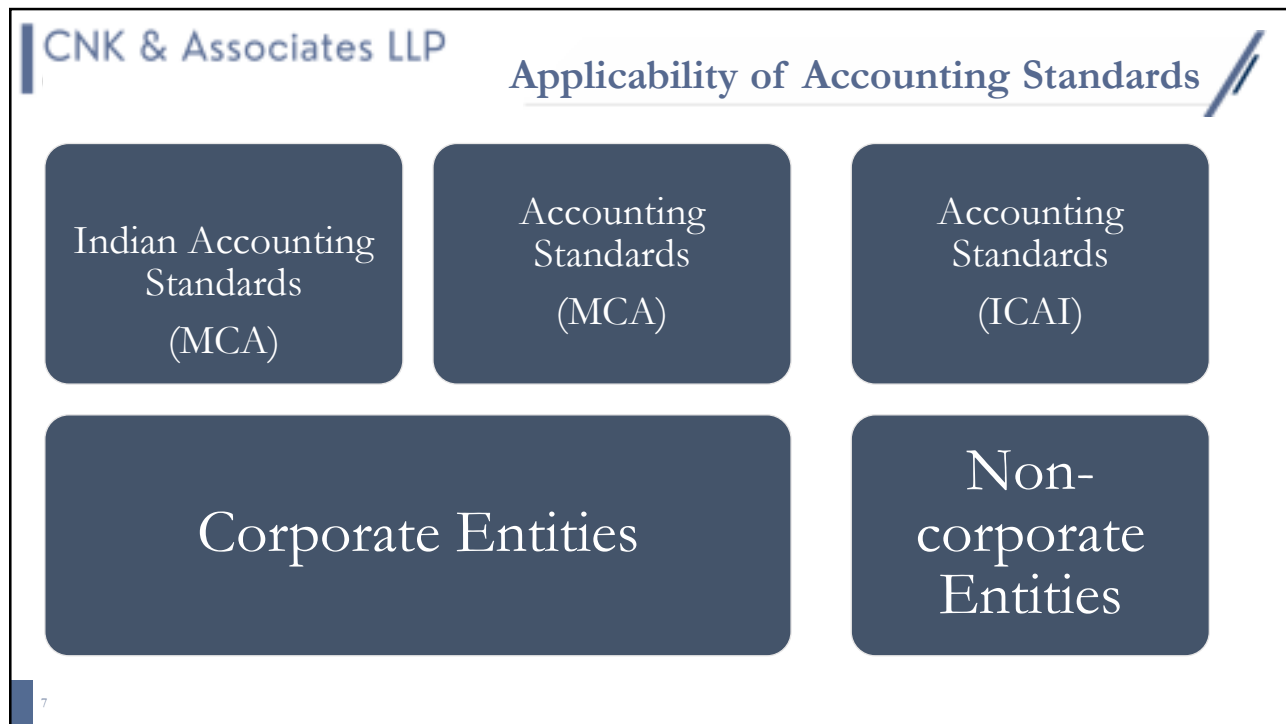 CNK & Associates LLP
Applicability of Accounting Standards
Indian Accounting
Standards
(MCA)
Accounting
Standards
(MCA)
Accounting
Standards
(ICAI)
Corporate Entities
Non-
corporate
Entities
7